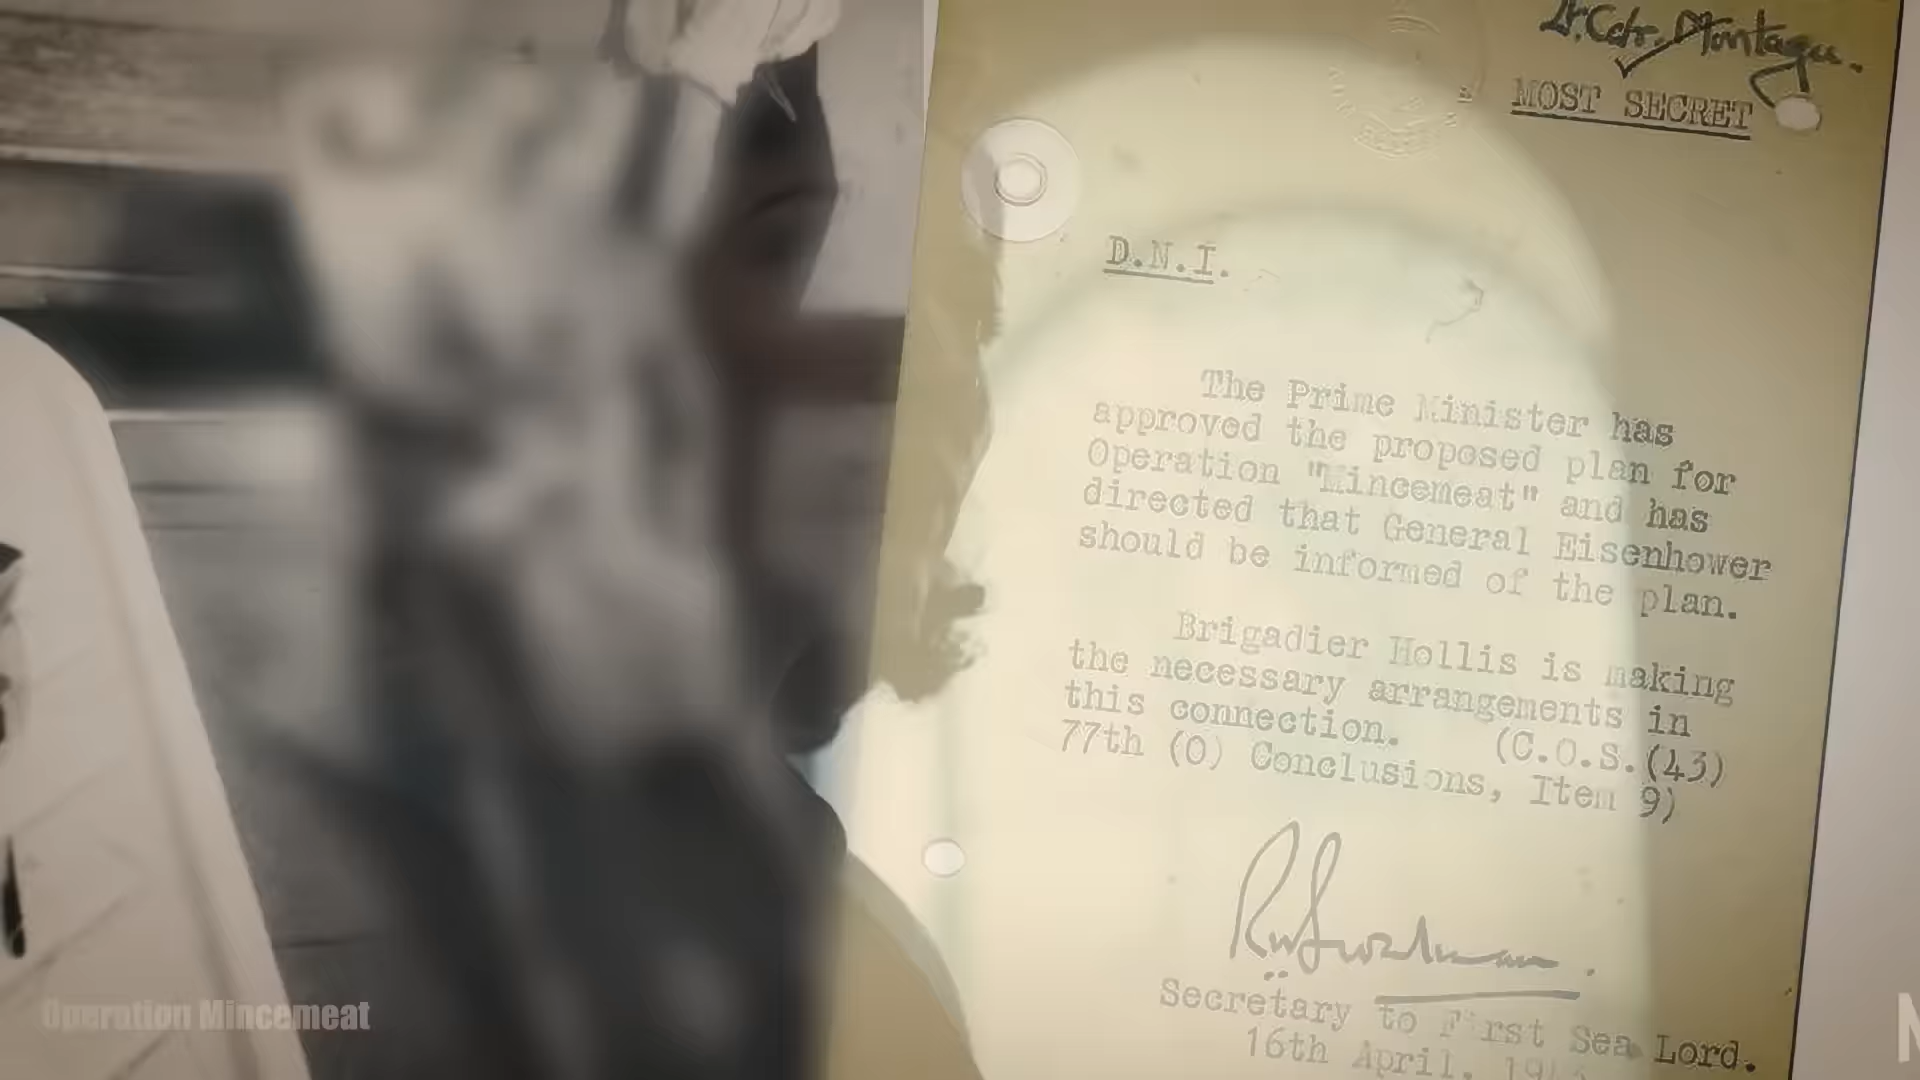 Lt. Cdr. Montagu.
MOST SECRET
D.N.I.
The Prime Minister has
approved the proposed plan for
Operation "Mincemeat" and has
directed that General Eisenhower
should be informed of the plan.
Brigadier Hollis is making
the necessary arrangements in
this connection. (C.O.S.(43)
77th (O) Conclusions, Item 9)
Secretary to First Sea Lord.
16th April, 
Operation Mincemeat